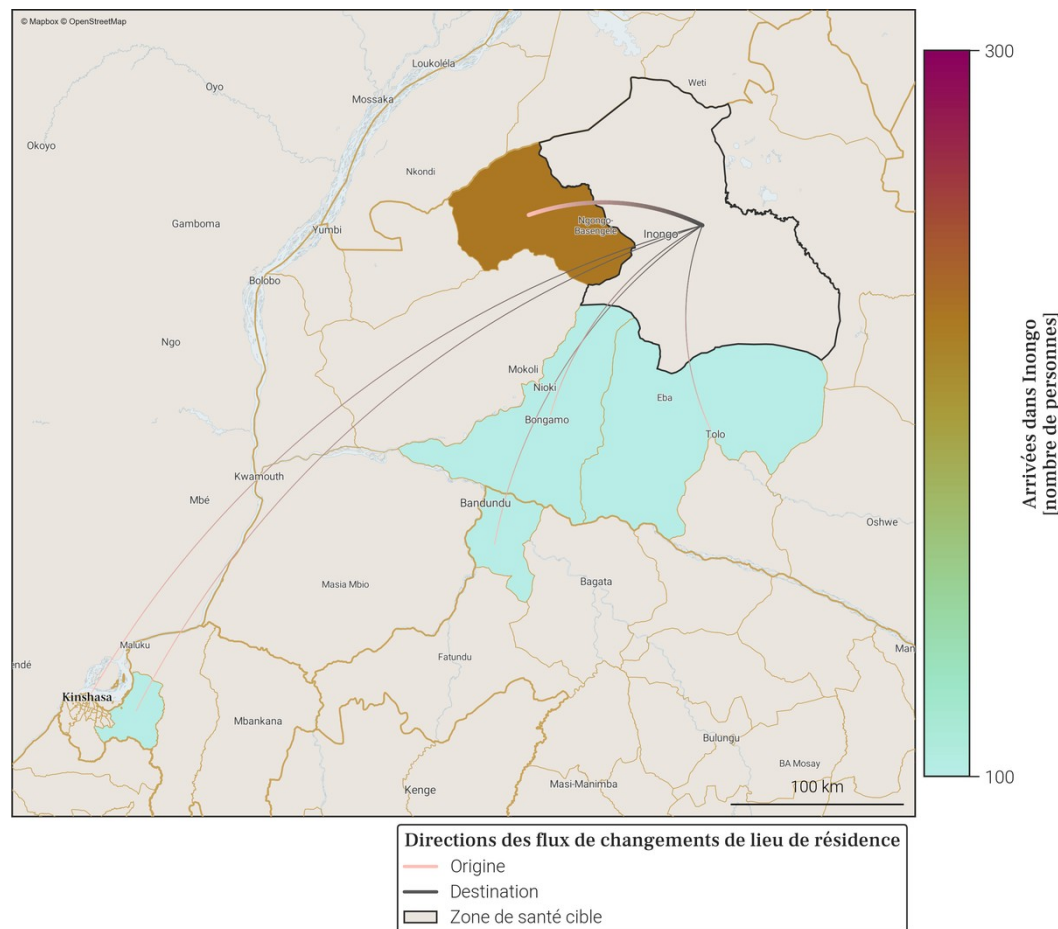 © Mapbox © OpenStreetMap
Loukoléla
Weti
Oyo
Mossaka
Okoyo
Nkondi
Gamboma
Yumbi
Ngongo-
Basengele
Inongo
Bolobo
Ngo
Mokoli
Nioki
Eba
Bongamo
Tolo
Kwamouth
Mbé
Bandundu
Oshwe
Masia Mbio
Bagata
Maluku
Fatundu
Man
endé
Kinshasa
Mbankana
Bulungu
BA Mosay
Kenge
Masi-Manimba
100 km
300
100
Arrivées dans Inongo
[nombre de personnes]
Directions des flux de changements de lieu de résidence
Origine
Destination
Zone de santé cible